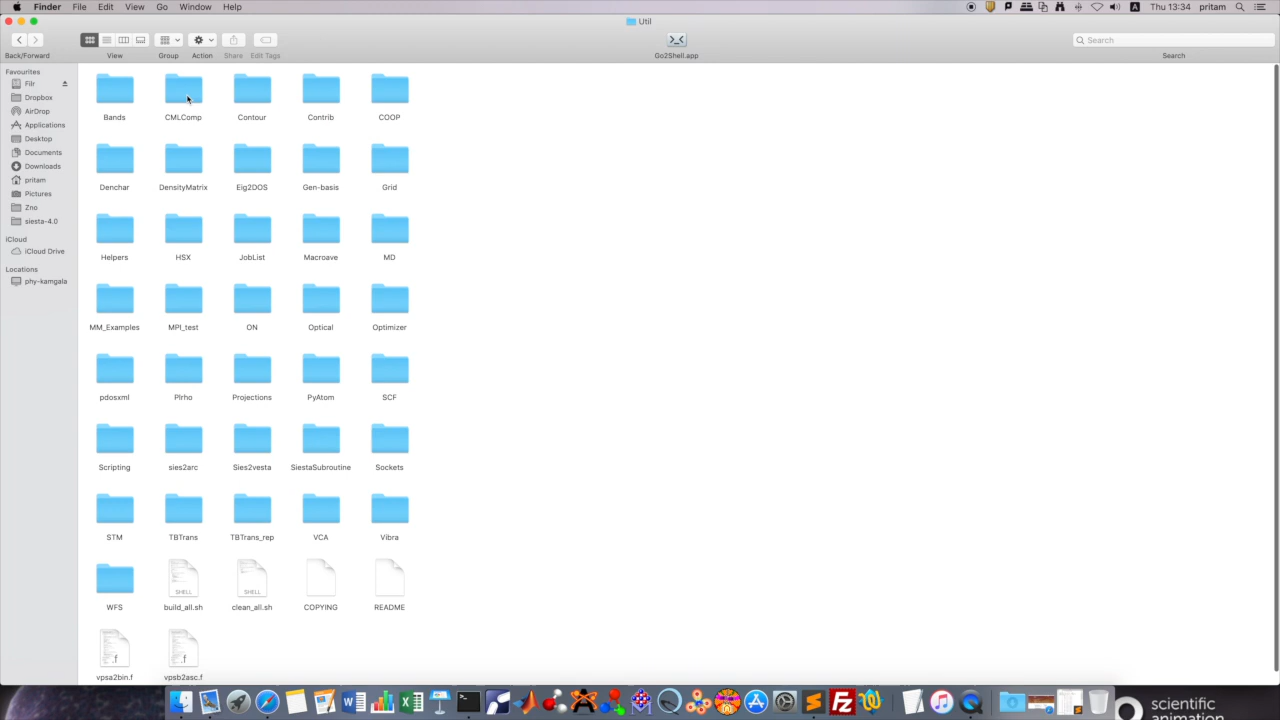 Finder File Edit View Go Window Help
A Thu 13:34 pritam
Util
Search
Back/Forward View Group Action Share Edit Tags Go2Shell.app Search
Favourites
Filr
Dropbox
AirDrop
Applications
Desktop
Documents
Downloads
pritam
Pictures
Zno
siesta-4.0
iCloud
iCloud Drive
Locations
phy-kamgala
Bands CMLComp Contour Contrib COOP
Denchar DensityMatrix Eig2DOS Gen-basis Grid
Helpers HSX JobList Macroave MD
MM_Examples MPI_test ON Optical Optimizer
pdosxml Plrho Projections PyAtom SCF
Scripting sies2arc Sies2vesta SiestaSubroutine Sockets
STM TBTrans TBTrans_rep VCA Vibra
SHELL SHELL
WFS build_all.sh clean_all.sh COPYING README
.f .f
vpsa2bin.f vpsb2asc.f
scientific
animation